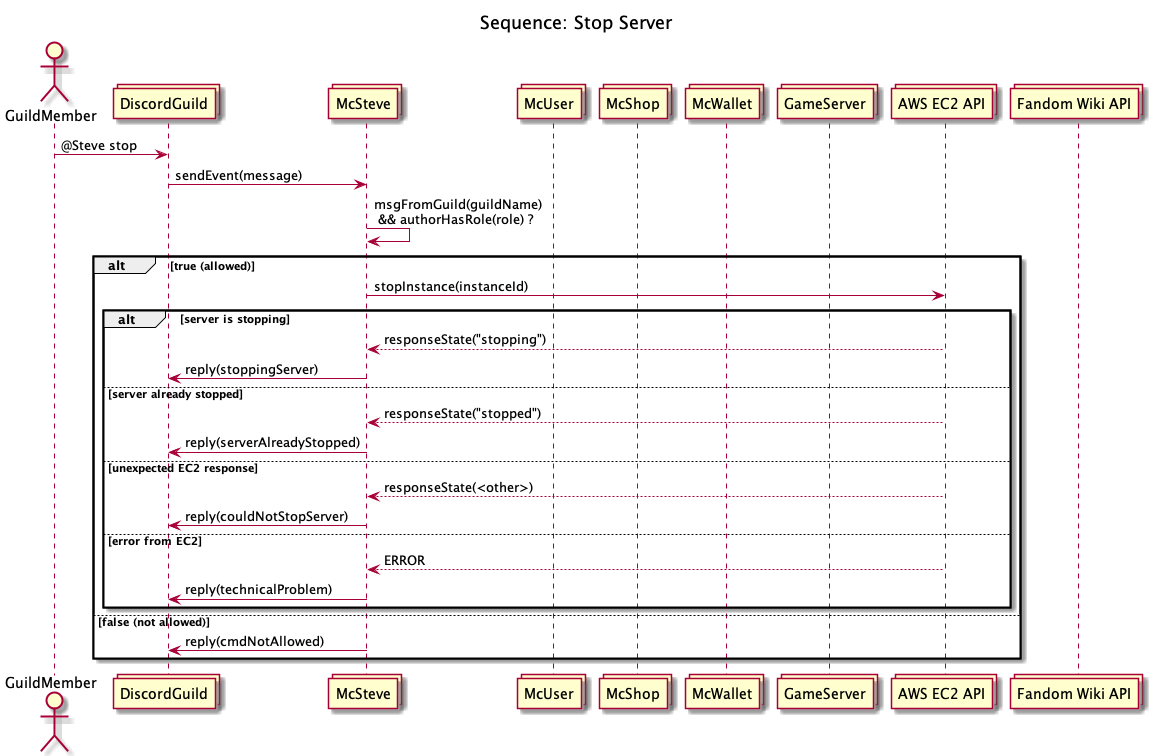 Sequence: Stop Server
GuildMember
DiscordGuild
McSteve
McUser
McShop
McWallet
GameServer
AWS EC2 API
Fandom Wiki API
@Steve stop
sendEvent(message)
msgFromGuild(guildName)
&& authorHasRole(role) ?
alt
[true (allowed)]
stopInstance(instanceId)
alt
[server is stopping]
responseState("stopping")
reply(stoppingServer)
[server already stopped]
responseState("stopped")
reply(serverAlreadyStopped)
[unexpected EC2 response]
responseState(<other>)
reply(couldNotStopServer)
[error from EC2]
ERROR
reply(technicalProblem)
[false (not allowed)]
reply(cmdNotAllowed)
GuildMember
DiscordGuild
McSteve
McUser
McShop
McWallet
GameServer
AWS EC2 API
Fandom Wiki API